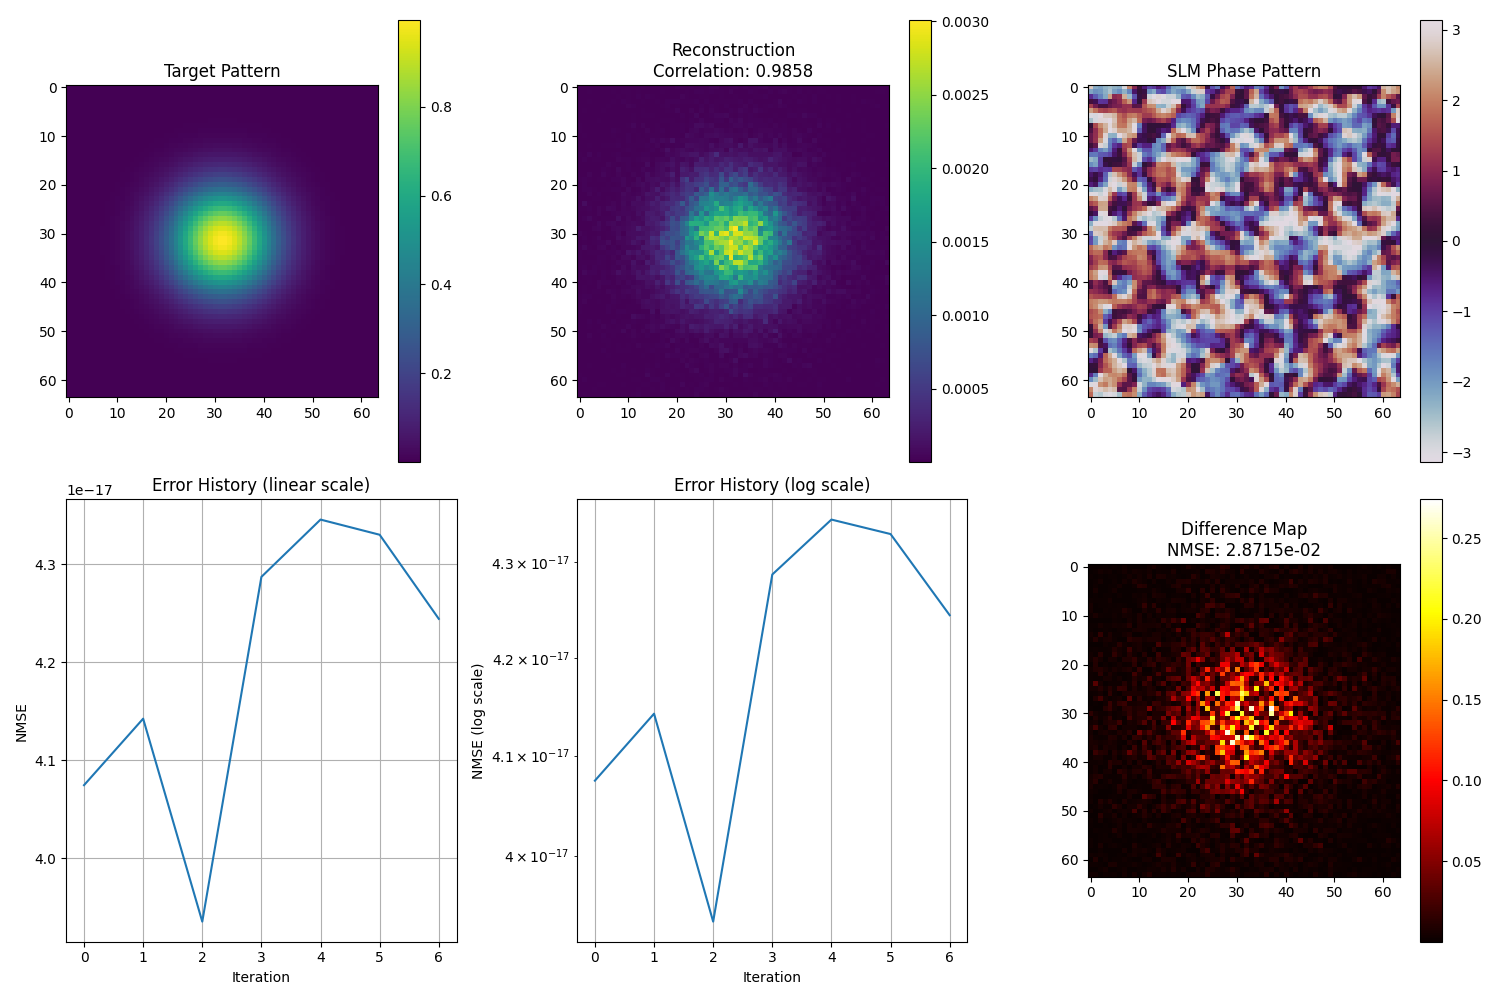 Target Pattern
0
10
20
30
40
50
60
0 10 20 30 40 50 60
0.8
0.6
0.4
0.2
Reconstruction
Correlation: 0.9858
0
10
20
30
40
50
60
0 10 20 30 40 50 60
0.0030
0.0025
0.0020
0.0015
0.0010
0.0005
SLM Phase Pattern
0
10
20
30
40
50
60
0 10 20 30 40 50 60
3
2
1
0
−1
−2
−3
1e−17
Error History (linear scale)
NMSE
4.3
4.2
4.1
4.0
0 1 2 3 4 5 6
Iteration
Error History (log scale)
NMSE (log scale)
4.3 × 10⁻¹⁷
4.2 × 10⁻¹⁷
4.1 × 10⁻¹⁷
4 × 10⁻¹⁷
0 1 2 3 4 5 6
Iteration
Difference Map
NMSE: 2.8715e-02
0
10
20
30
40
50
60
0 10 20 30 40 50 60
0.25
0.20
0.15
0.10
0.05